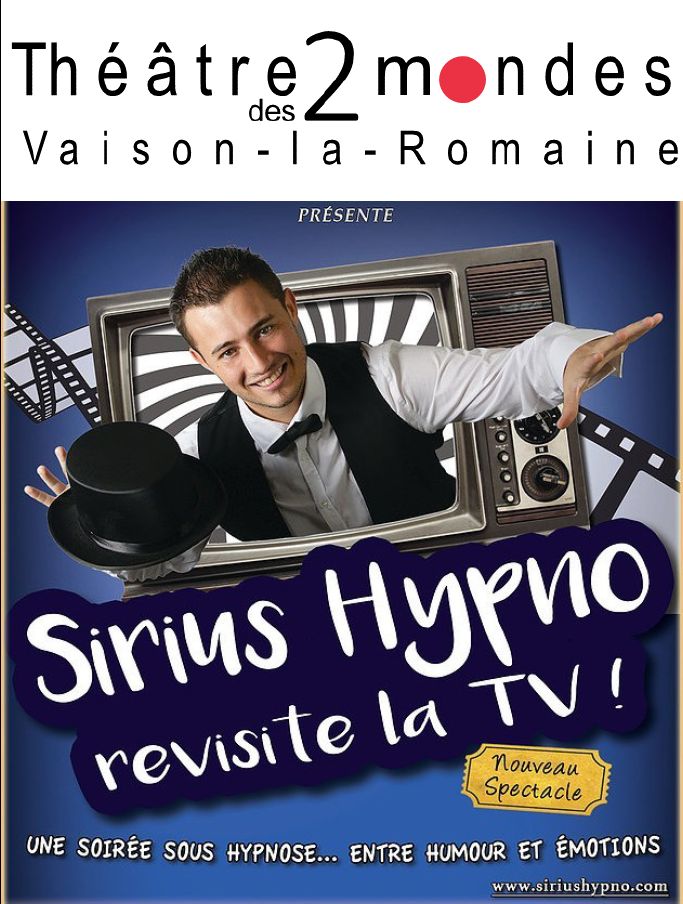 Théâtre des 2 mondes
Vaison-la-Romaine
PRÉSENTE
Sirius Hypno
revisite la TV !
Nouveau
Spectacle
UNE SOIRÉE SOUS HYPNOSE... ENTRE HUMOUR ET ÉMOTIONS
www.siriushypno.com